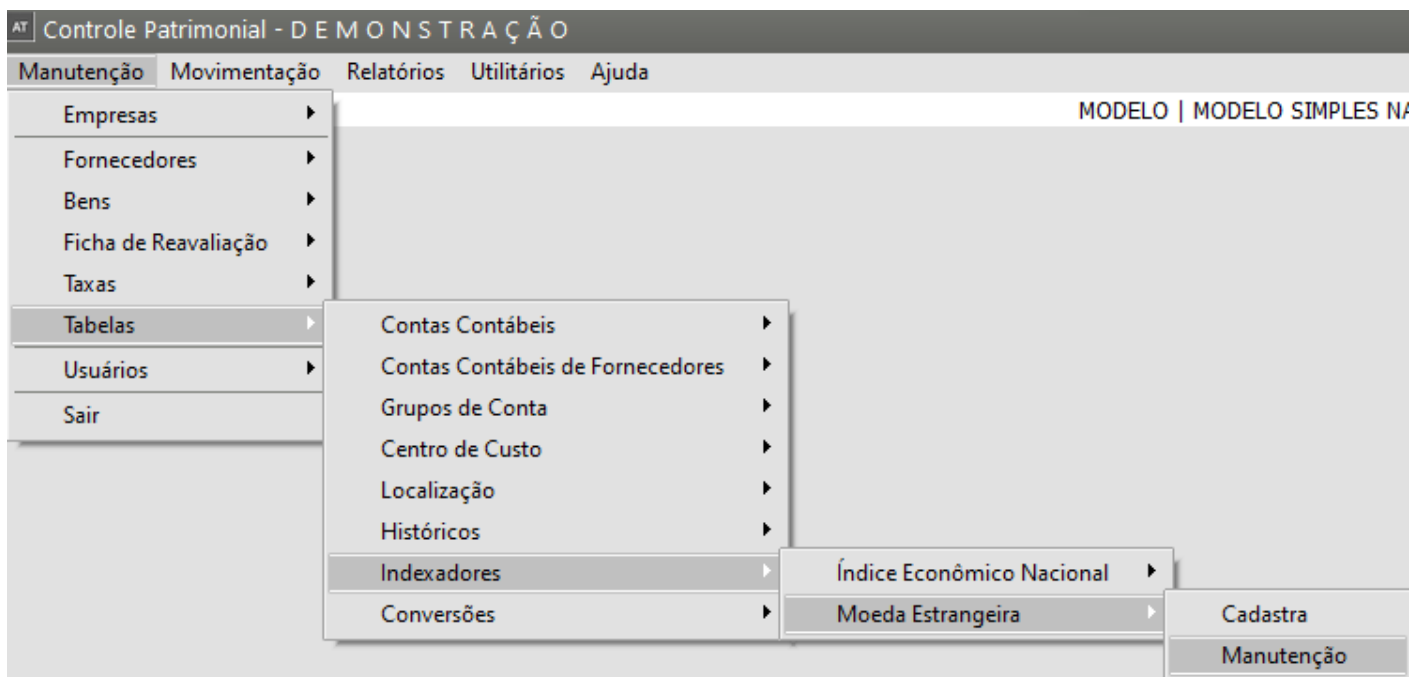 AT Controle Patrimonial - D E M O N S T R A Ç Ã O
Manutenção Movimentação Relatórios Utilitários Ajuda
MODELO | MODELO SIMPLES NA
Empresas
Fornecedores
Bens
Ficha de Reavaliação
Taxas
Tabelas
Usuários
Sair
Contas Contábeis
Contas Contábeis de Fornecedores
Grupos de Conta
Centro de Custo
Localização
Históricos
Indexadores
Conversões
Índice Econômico Nacional
Moeda Estrangeira
Cadastra
Manutenção